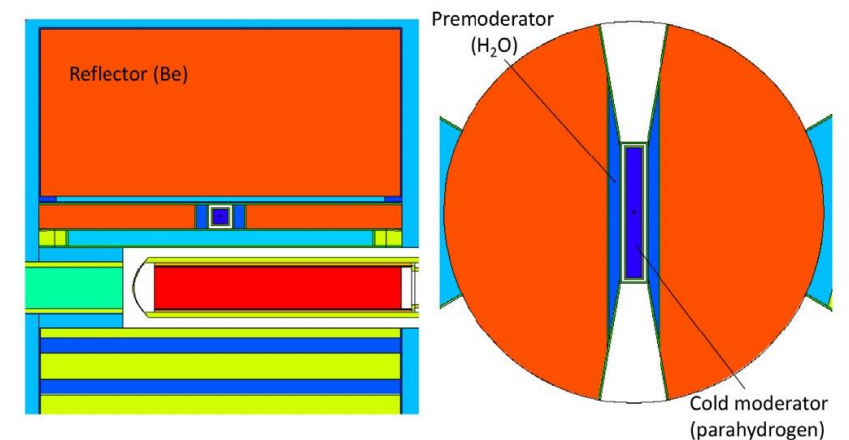 Reflector (Be)
Premoderator
(H₂O)
Cold moderator
(parahydrogen)